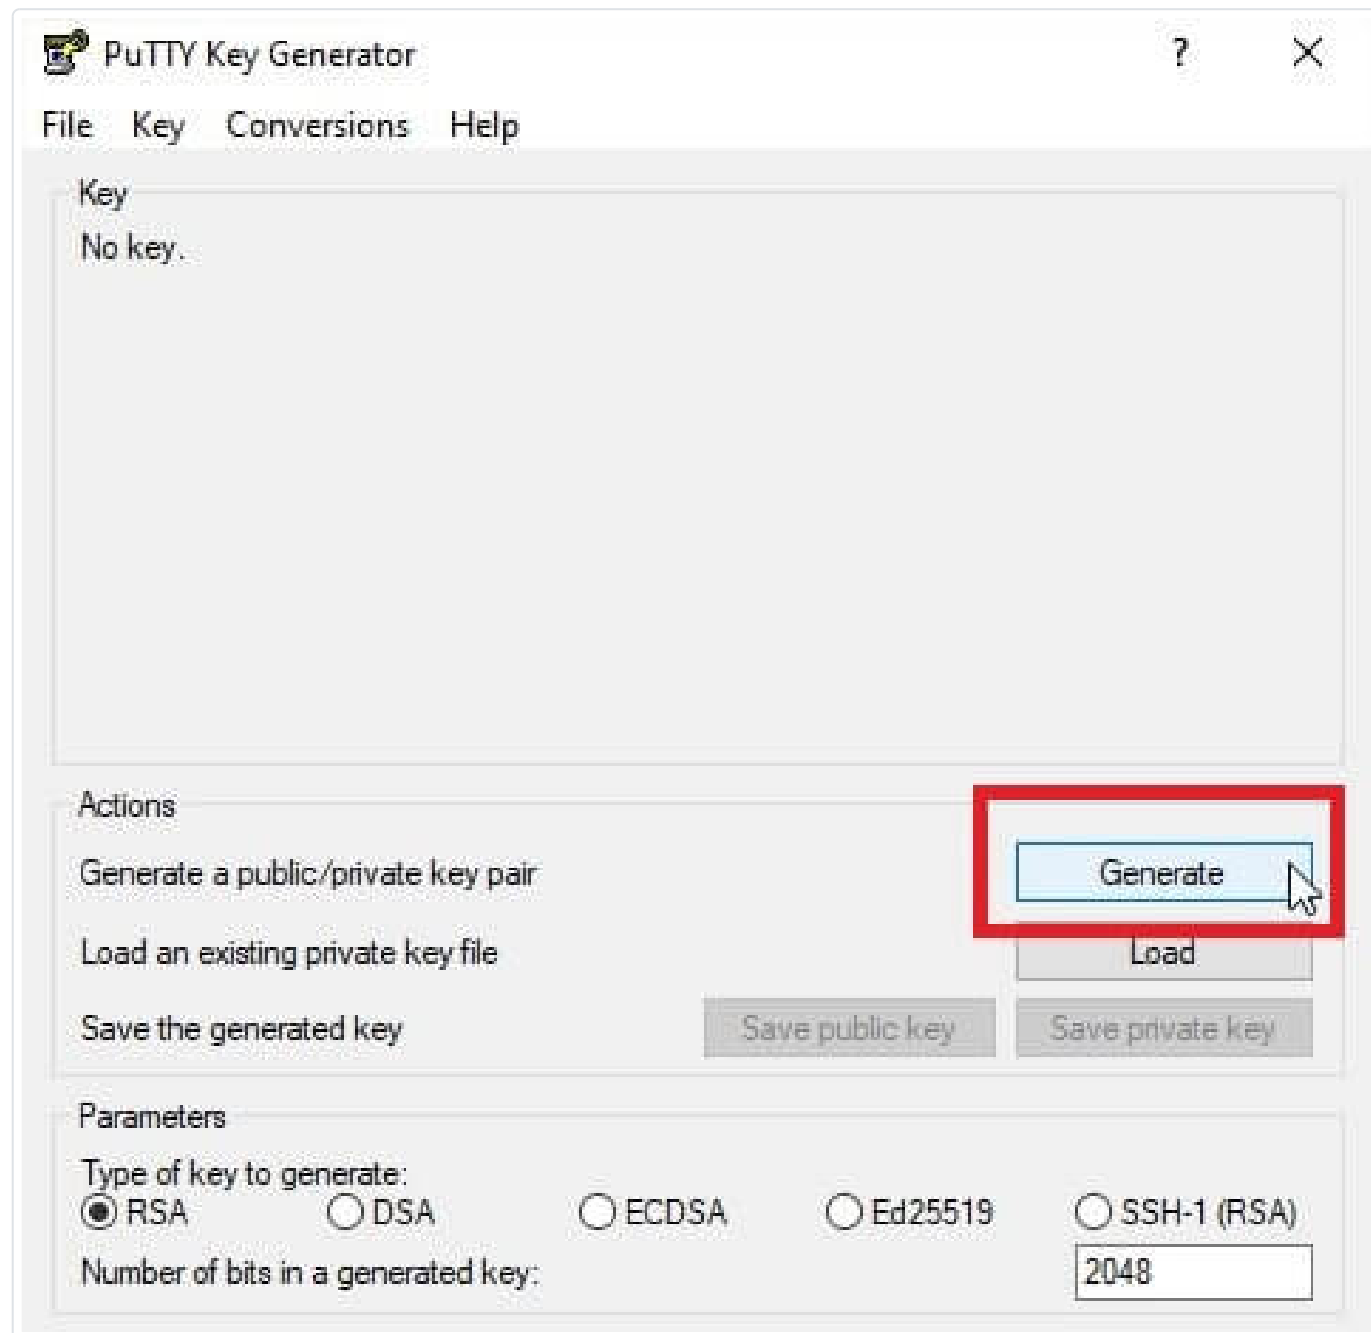 PuTTY Key Generator ?
File Key Conversions Help
Key
No key.
Actions
Generate a public/private key pair Generate
Load an existing private key file Load
Save the generated key Save public key Save private key
Parameters
Type of key to generate:
RSA DSA ECDSA Ed25519 SSH-1 (RSA)
Number of bits in a generated key: 2048